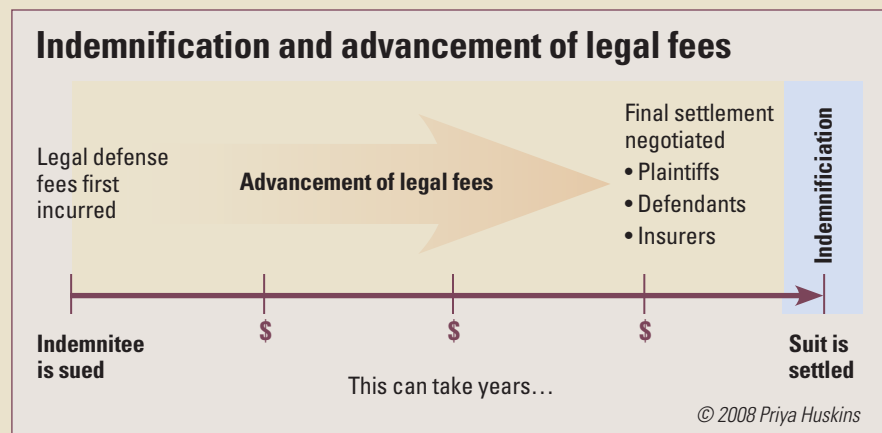 Indemnification and advancement of legal fees
Legal defense
fees first
incurred
Advancement of legal fees
Final settlement
negotiated
• Plaintiffs
• Defendants
• Insurers
Indemnificiation
$ $ $
Indemnitee
is sued
Suit is
settled
This can take years…
© 2008 Priya Huskins